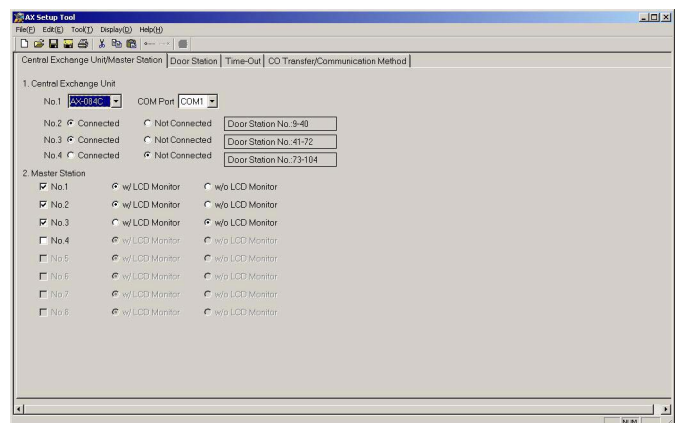 AX Setup Tool
File(F) Edit(E) Tool(T) Display(D) Help(H)
Central Exchange Unit/Master Station Door Station Time-Out CO Transfer/Communication Method
1. Central Exchange Unit
No.1 AX-084C COM Port COM1
No.2 Connected Not Connected Door Station No.:9-40
No.3 Connected Not Connected Door Station No.:41-72
No.4 Connected Not Connected Door Station No.:73-104
2. Master Station
No.1 w/ LCD Monitor w/o LCD Monitor
No.2 w/ LCD Monitor w/o LCD Monitor
No.3 w/ LCD Monitor w/o LCD Monitor
No.4 w/ LCD Monitor w/o LCD Monitor
No.5 w/ LCD Monitor w/o LCD Monitor
No.6 w/ LCD Monitor w/o LCD Monitor
No.7 w/ LCD Monitor w/o LCD Monitor
No.8 w/ LCD Monitor w/o LCD Monitor
NUM